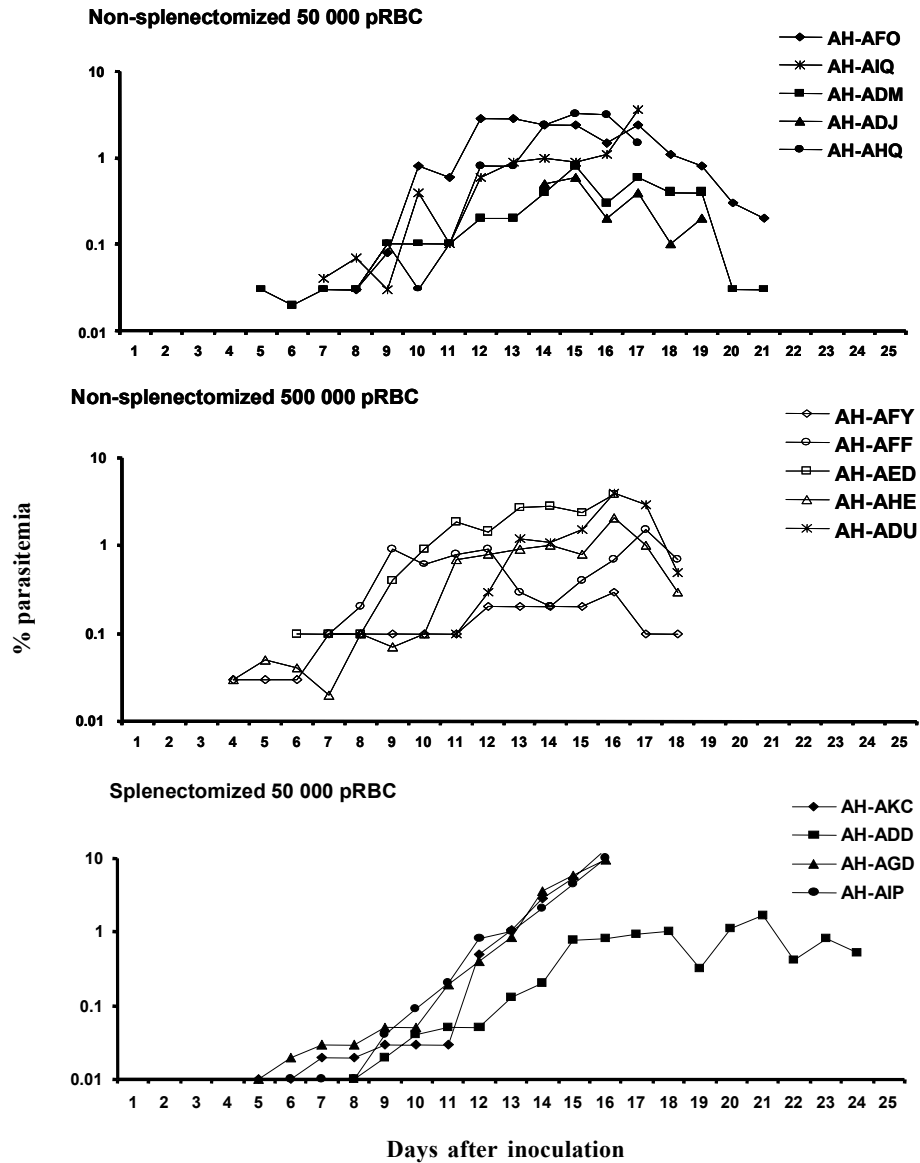 Non-splenectomized 50 000 pRBC
AH-AFO
AH-AIQ
AH-ADM
AH-ADJ
AH-AHQ
10
1
0.1
0.01
1 2 3 4 5 6 7 8 9 10 11 12 13 14 15 16 17 18 19 20 21 22 23 24 25
Non-splenectomized 500 000 pRBC
AH-AFY
AH-AFF
AH-AED
AH-AHE
AH-ADU
% parasitemia
10
1
0.1
0.01
1 2 3 4 5 6 7 8 9 10 11 12 13 14 15 16 17 18 19 20 21 22 23 24 25
Splenectomized 50 000 pRBC
AH-AKC
AH-ADD
AH-AGD
AH-AIP
10
1
0.1
0.01
1 2 3 4 5 6 7 8 9 10 11 12 13 14 15 16 17 18 19 20 21 22 23 24 25
Days after inoculation